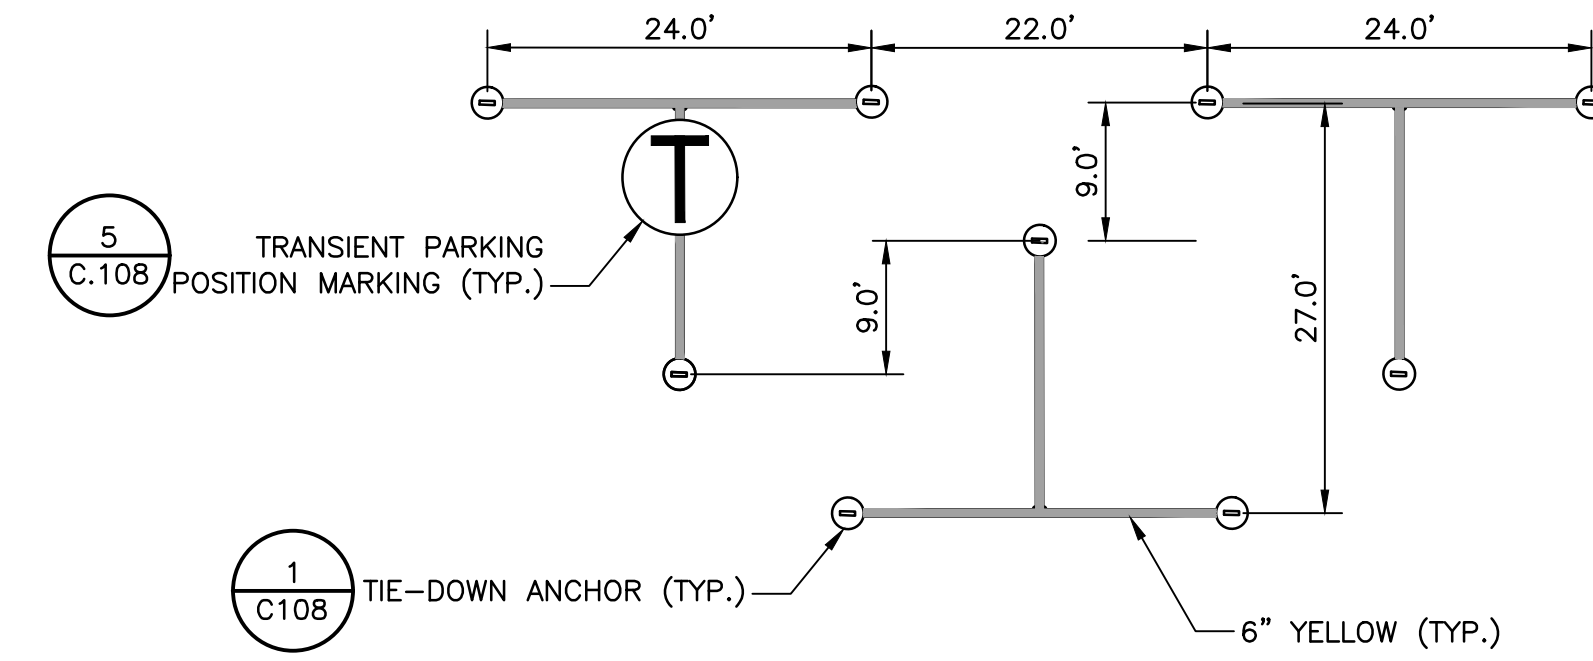 24.0'
22.0'
24.0'
T
9.0'
5
C.108
TRANSIENT PARKING
POSITION MARKING (TYP.)
9.0'
27.0'
1
C108
TIE-DOWN ANCHOR (TYP.)
6" YELLOW (TYP.)